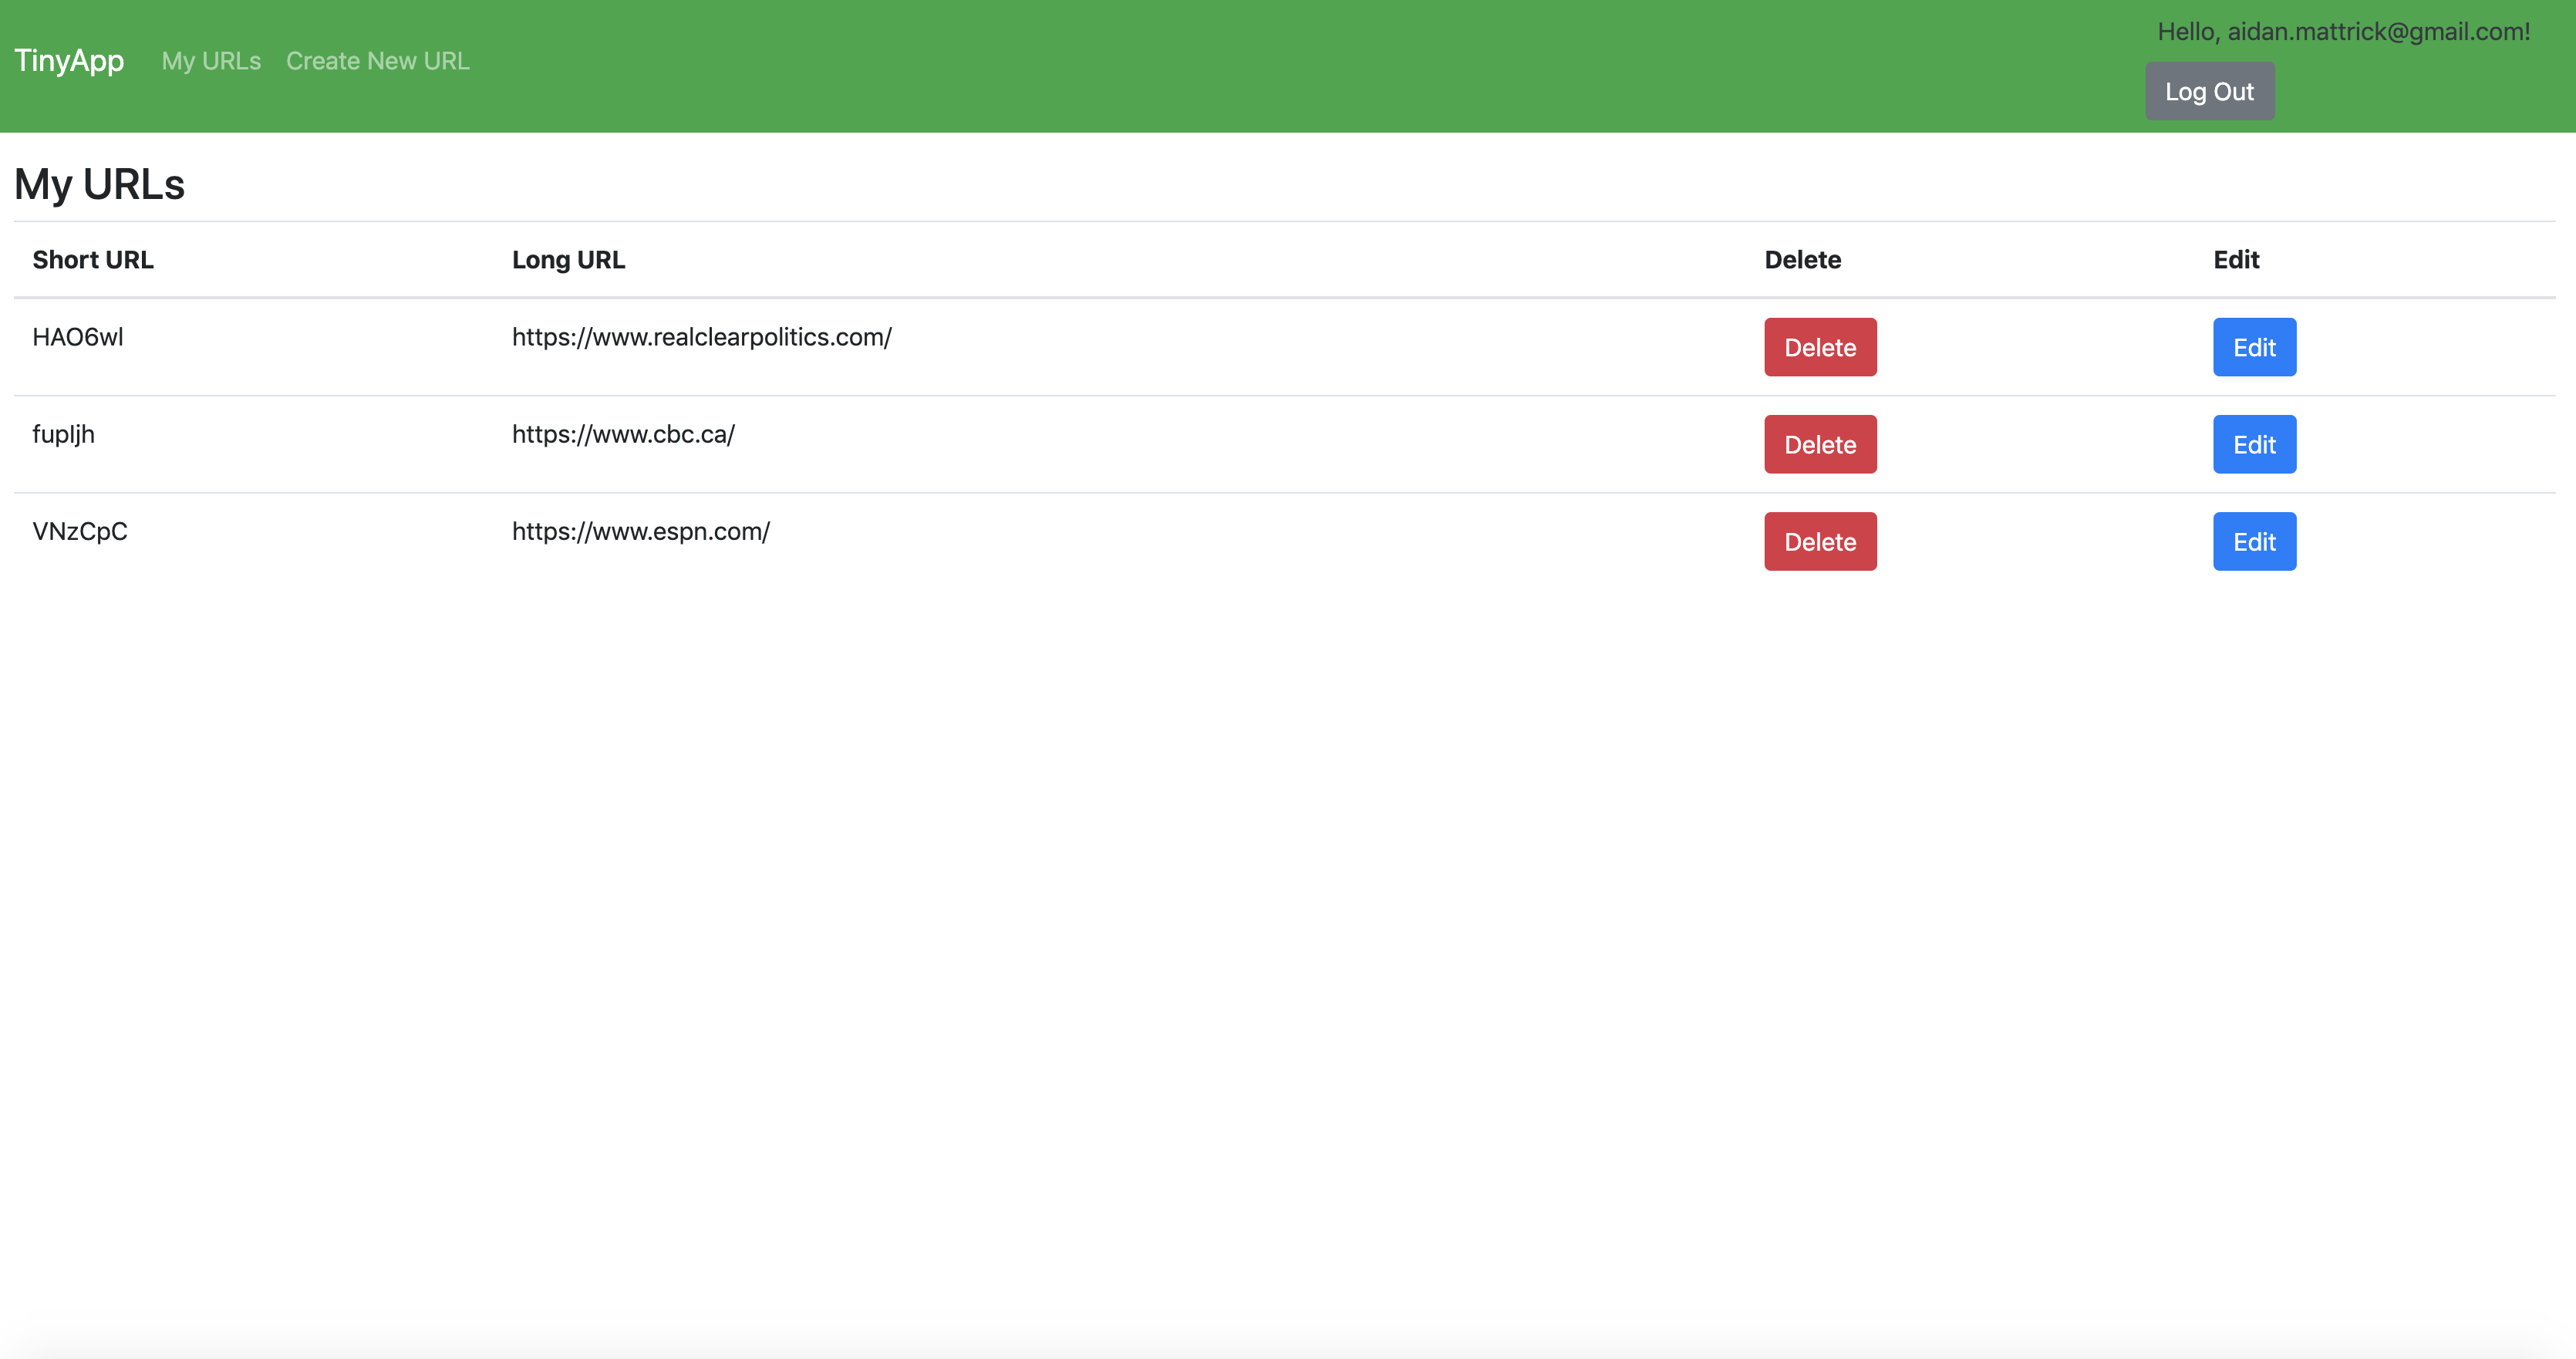 Hello, aidan.mattrick@gmail.com!
TinyApp My URLs Create New URL
Log Out
My URLs
Short URL Long URL Delete Edit
HAO6wl https://www.realclearpolitics.com/ Delete Edit
fupljh https://www.cbc.ca/ Delete Edit
VNzCpC https://www.espn.com/ Delete Edit